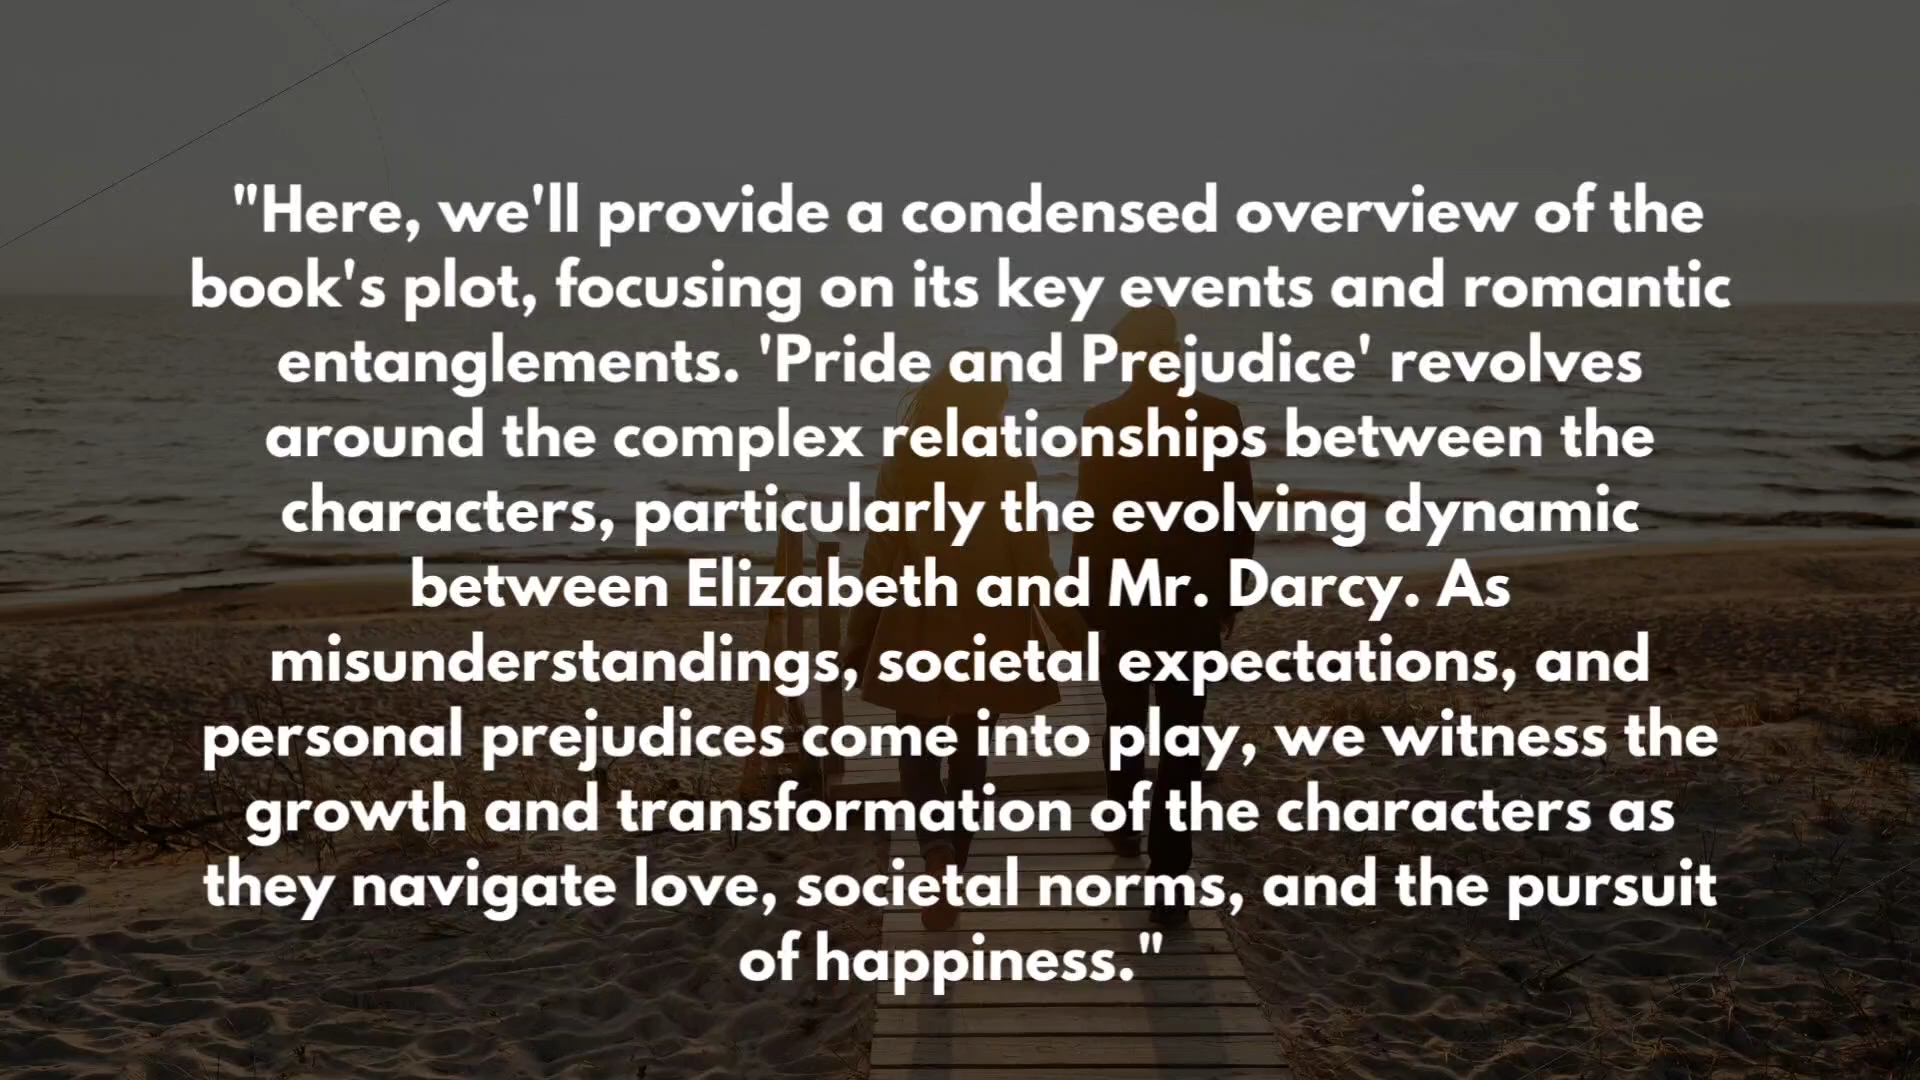 "Here, we'll provide a condensed overview of the
book's plot, focusing on its key events and romantic
entanglements. 'Pride and Prejudice' revolves
around the complex relationships between the
characters, particularly the evolving dynamic
between Elizabeth and Mr. Darcy. As
misunderstandings, societal expectations, and
personal prejudices come into play, we witness the
growth and transformation of the characters as
they navigate love, societal norms, and the pursuit
of happiness."